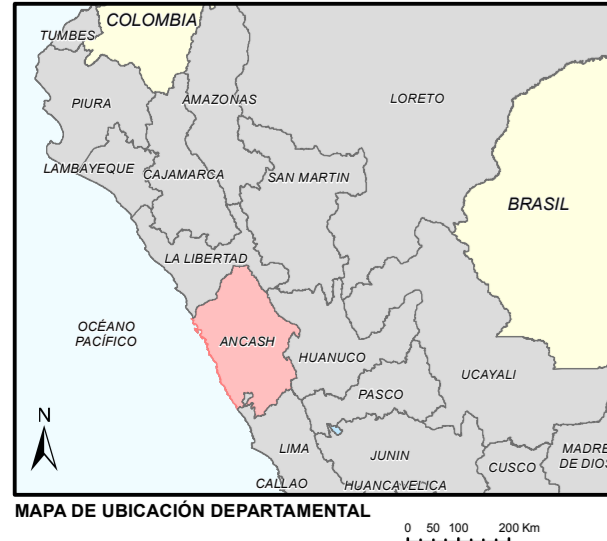 COLOMBIA
TUMBES
PIURA
AMAZONAS
LORETO
LAMBAYEQUE
CAJAMARCA
SAN MARTIN
BRASIL
LA LIBERTAD
OCÉANO
PACÍFICO
ANCASH
HUANUCO
UCAYALI
PASCO
N
LIMA
JUNIN
CUSCO
MADRE
DE DIOS
CALLAO
HUANCAVELICA
MAPA DE UBICACIÓN DEPARTAMENTAL
0 50 100 200 Km